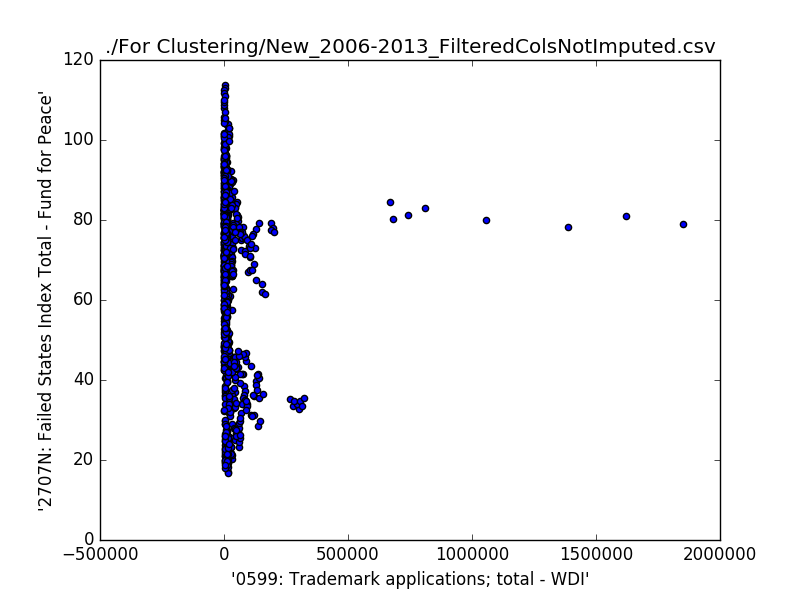 ./For Clustering/New_2006-2013_FilteredColsNotImputed.csv
120
100
80
60
40
20
0
'2707N: Failed States Index Total - Fund for Peace'
−500000 0 500000 1000000 1500000 2000000
'0599: Trademark applications; total - WDI'